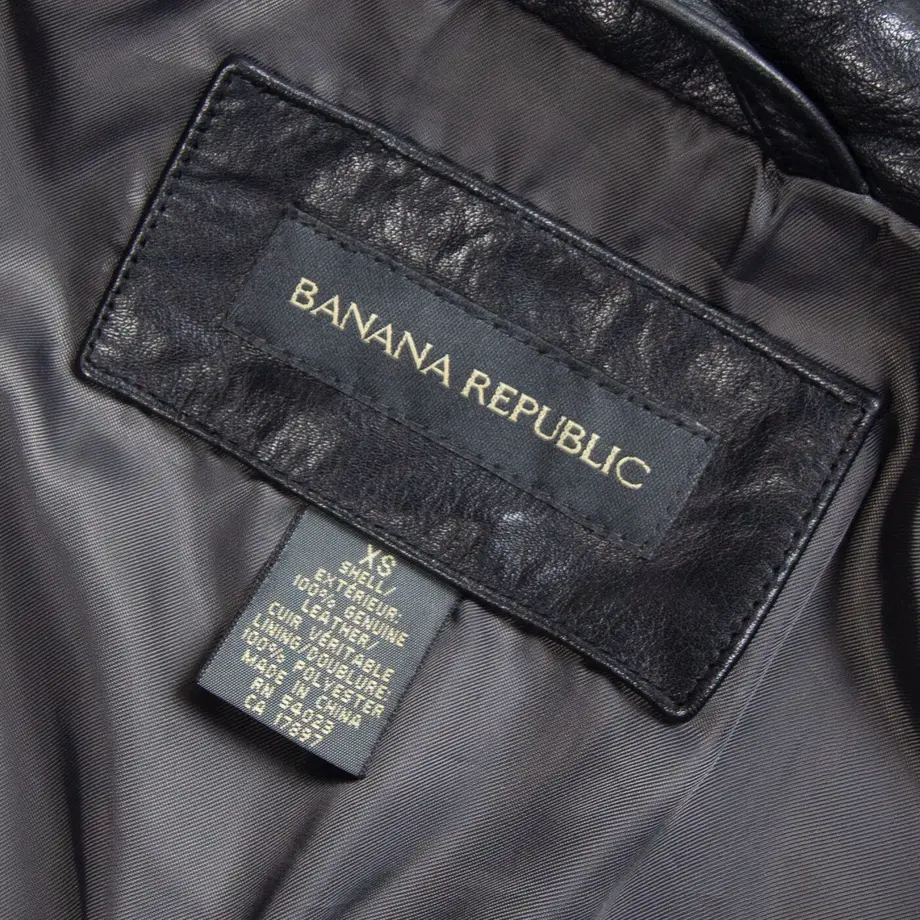 BANANA REPUBLIC
XS
SHELL/
EXTÉRIEUR:
100% GENUINE
LEATHER/
CUIR VÉRITABLE
LINING/DOUBLURE:
100% POLYESTER
MADE IN CHINA
RN 54023
CA 17897